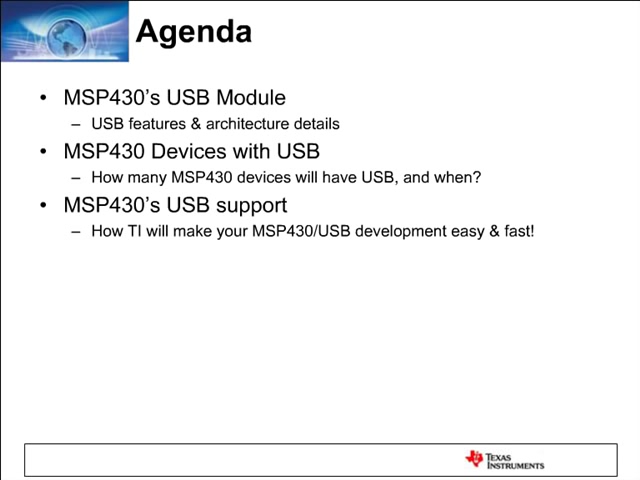 Agenda
• MSP430's USB Module
– USB features & architecture details
• MSP430 Devices with USB
– How many MSP430 devices will have USB, and when?
• MSP430's USB support
– How TI will make your MSP430/USB development easy & fast!
TEXAS
INSTRUMENTS